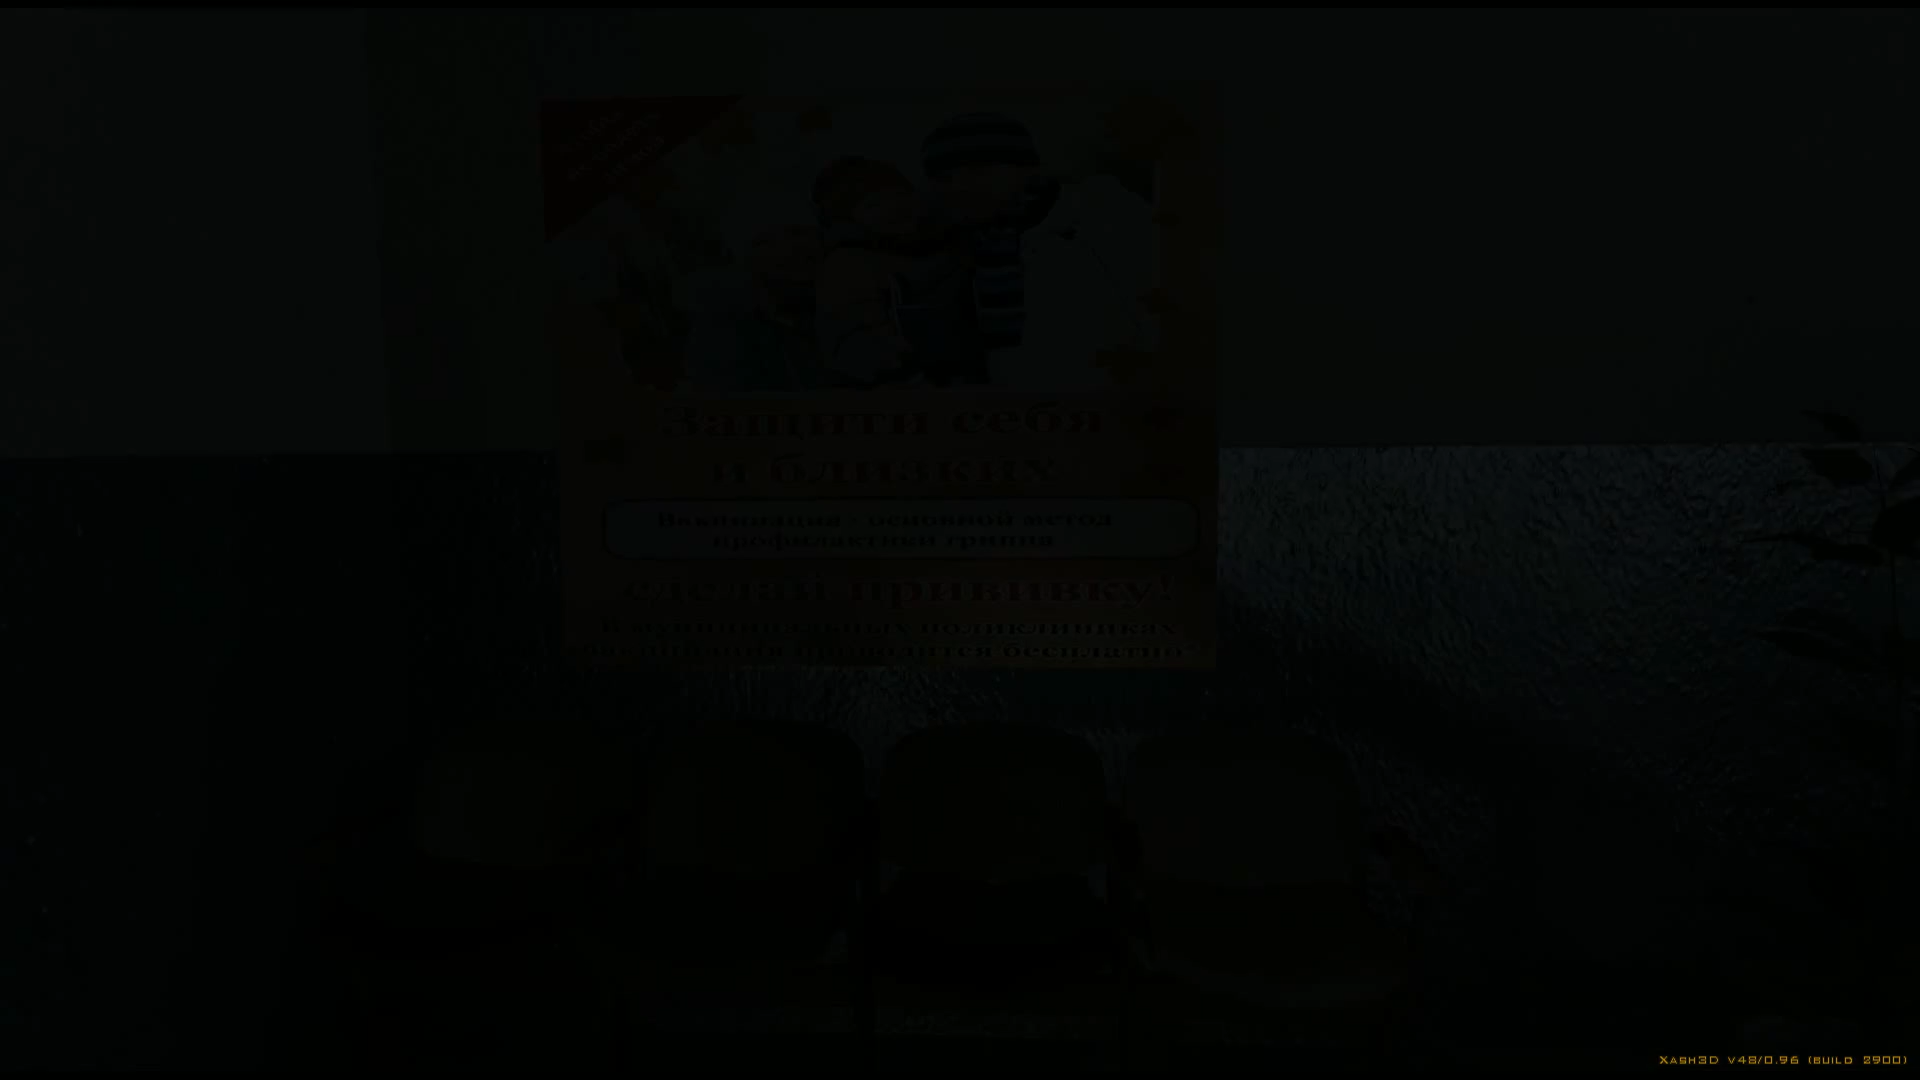 Защити себя
и близких
Вакцинация - основной метод
профилактики гриппа
сделай прививку!
В муниципальных поликлиниках
вакцинация проводится бесплатно*
Xash3D v48/0.96 (build 2900)